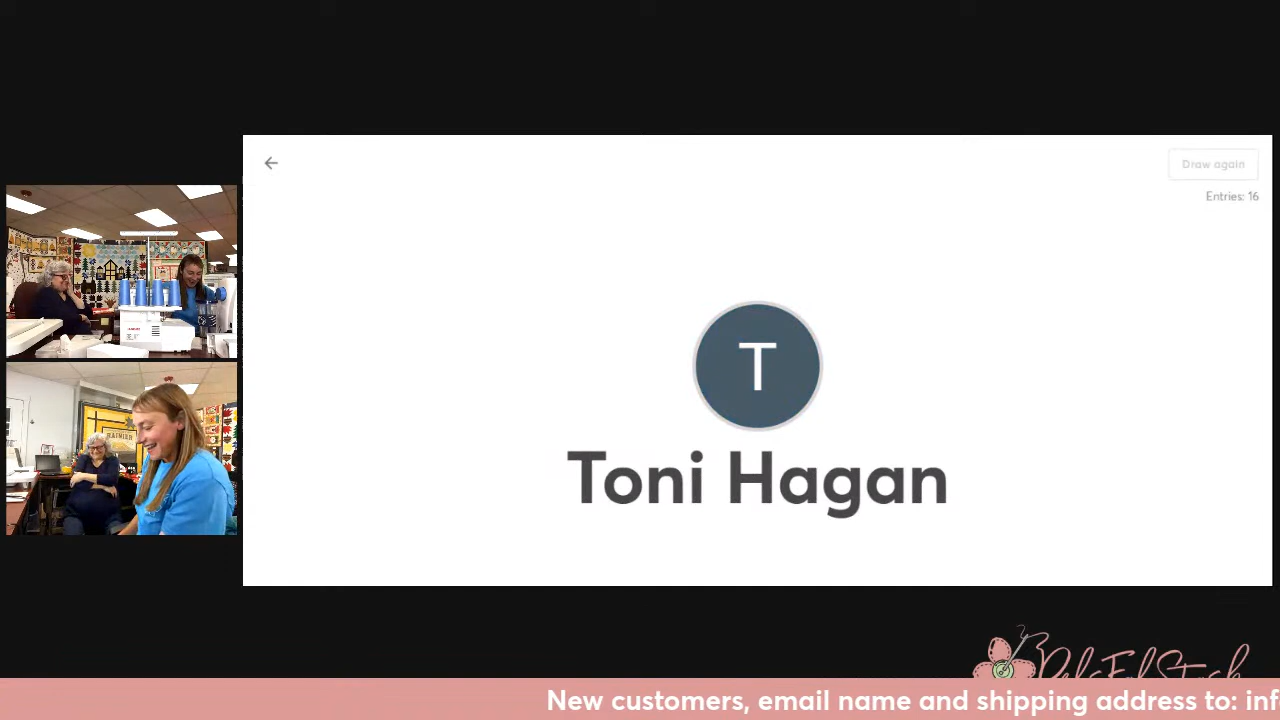 Draw again
Entries: 16
T
Toni Hagan
New customers, email name and shipping address to: inf